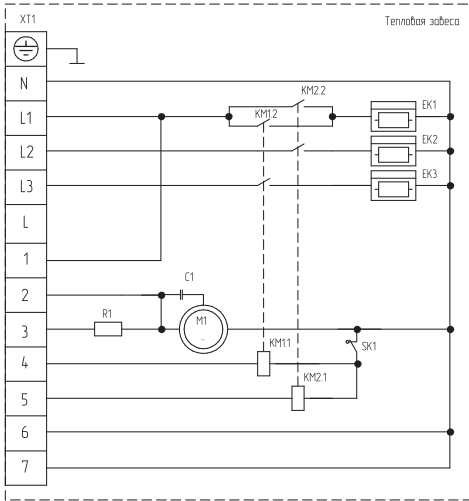 XT1
Тепловая завеса
N
KM2.2
L1
KM1.2
EK1
L2
EK2
L3
EK3
L
1
2
C1
3
R1
M1
~
KM1.1
SK1
4
KM2.1
5
6
7